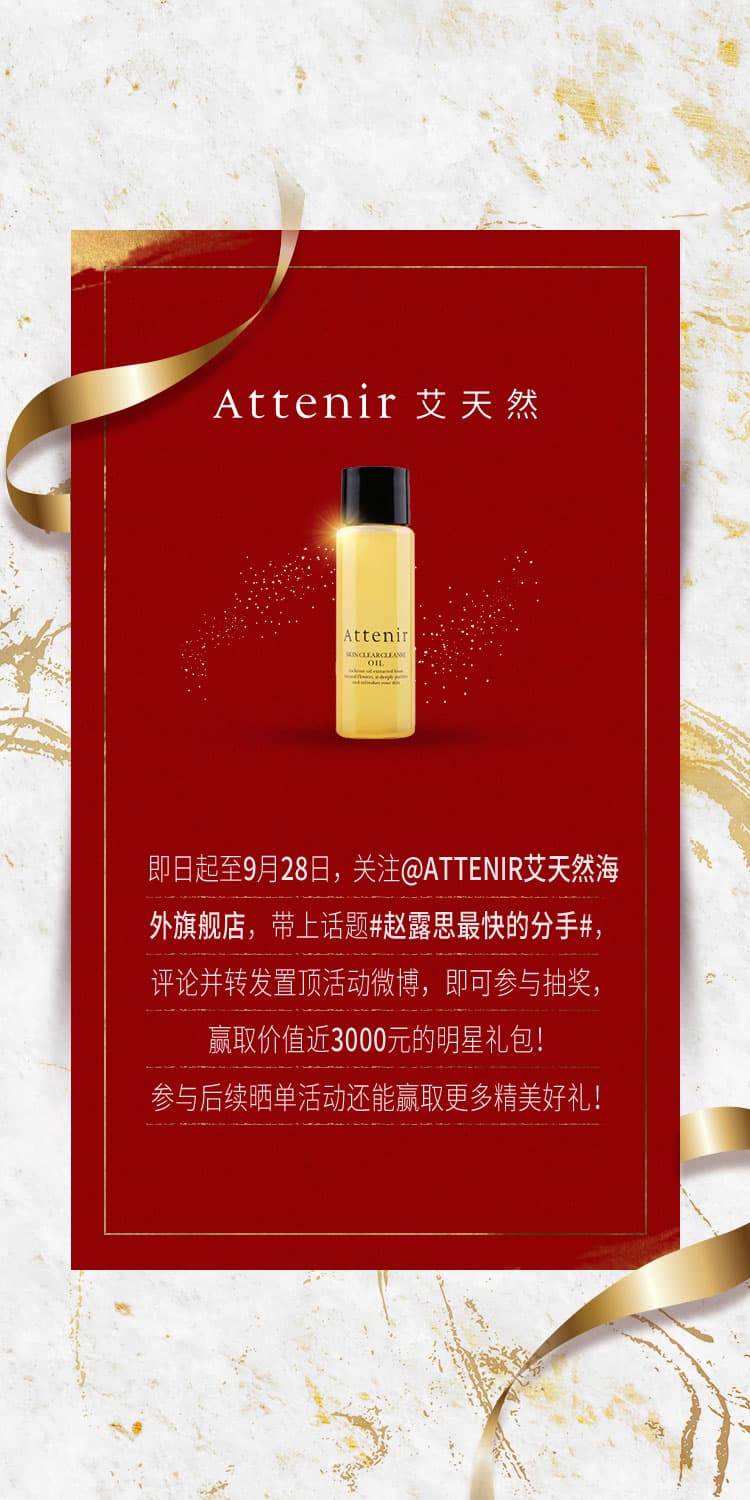 Attenir 艾天然
Attenir
SKIN CLEAR CLEANSE
OIL
即日起至9月28日，关注@ATTENIR艾天然海
外旗舰店，带上话题#赵露思最快的分手#，
评论并转发置顶活动微博，即可参与抽奖，
赢取价值近3000元的明星礼包！
参与后续晒单活动还能赢取更多精美好礼！